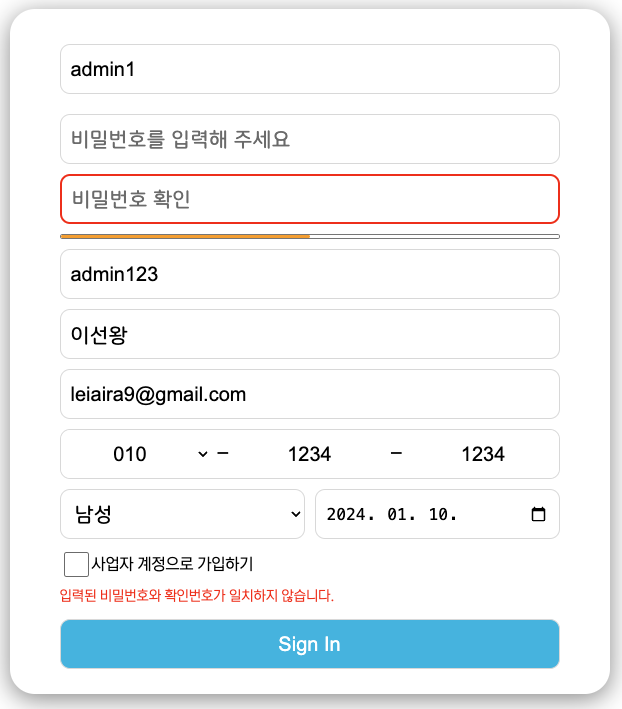 admin1
비밀번호를 입력해 주세요
비밀번호 확인
admin123
이선왕
leiaira9@gmail.com
010 – 1234 – 1234
남성 2024. 01. 10.
사업자 계정으로 가입하기
입력된 비밀번호와 확인번호가 일치하지 않습니다.
Sign In